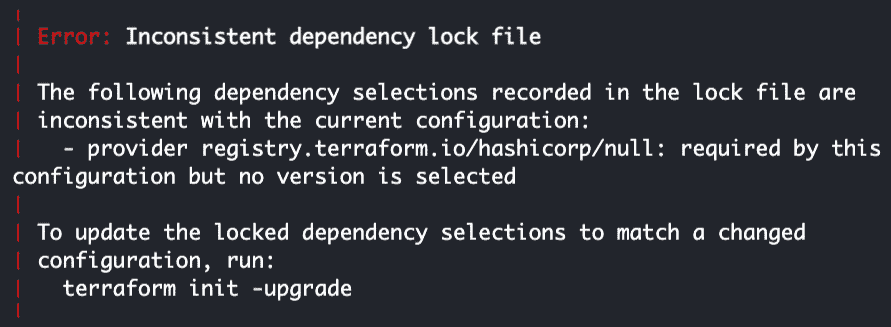 Error: Inconsistent dependency lock file
The following dependency selections recorded in the lock file are
inconsistent with the current configuration:
- provider registry.terraform.io/hashicorp/null: required by this
configuration but no version is selected
To update the locked dependency selections to match a changed
configuration, run:
terraform init -upgrade